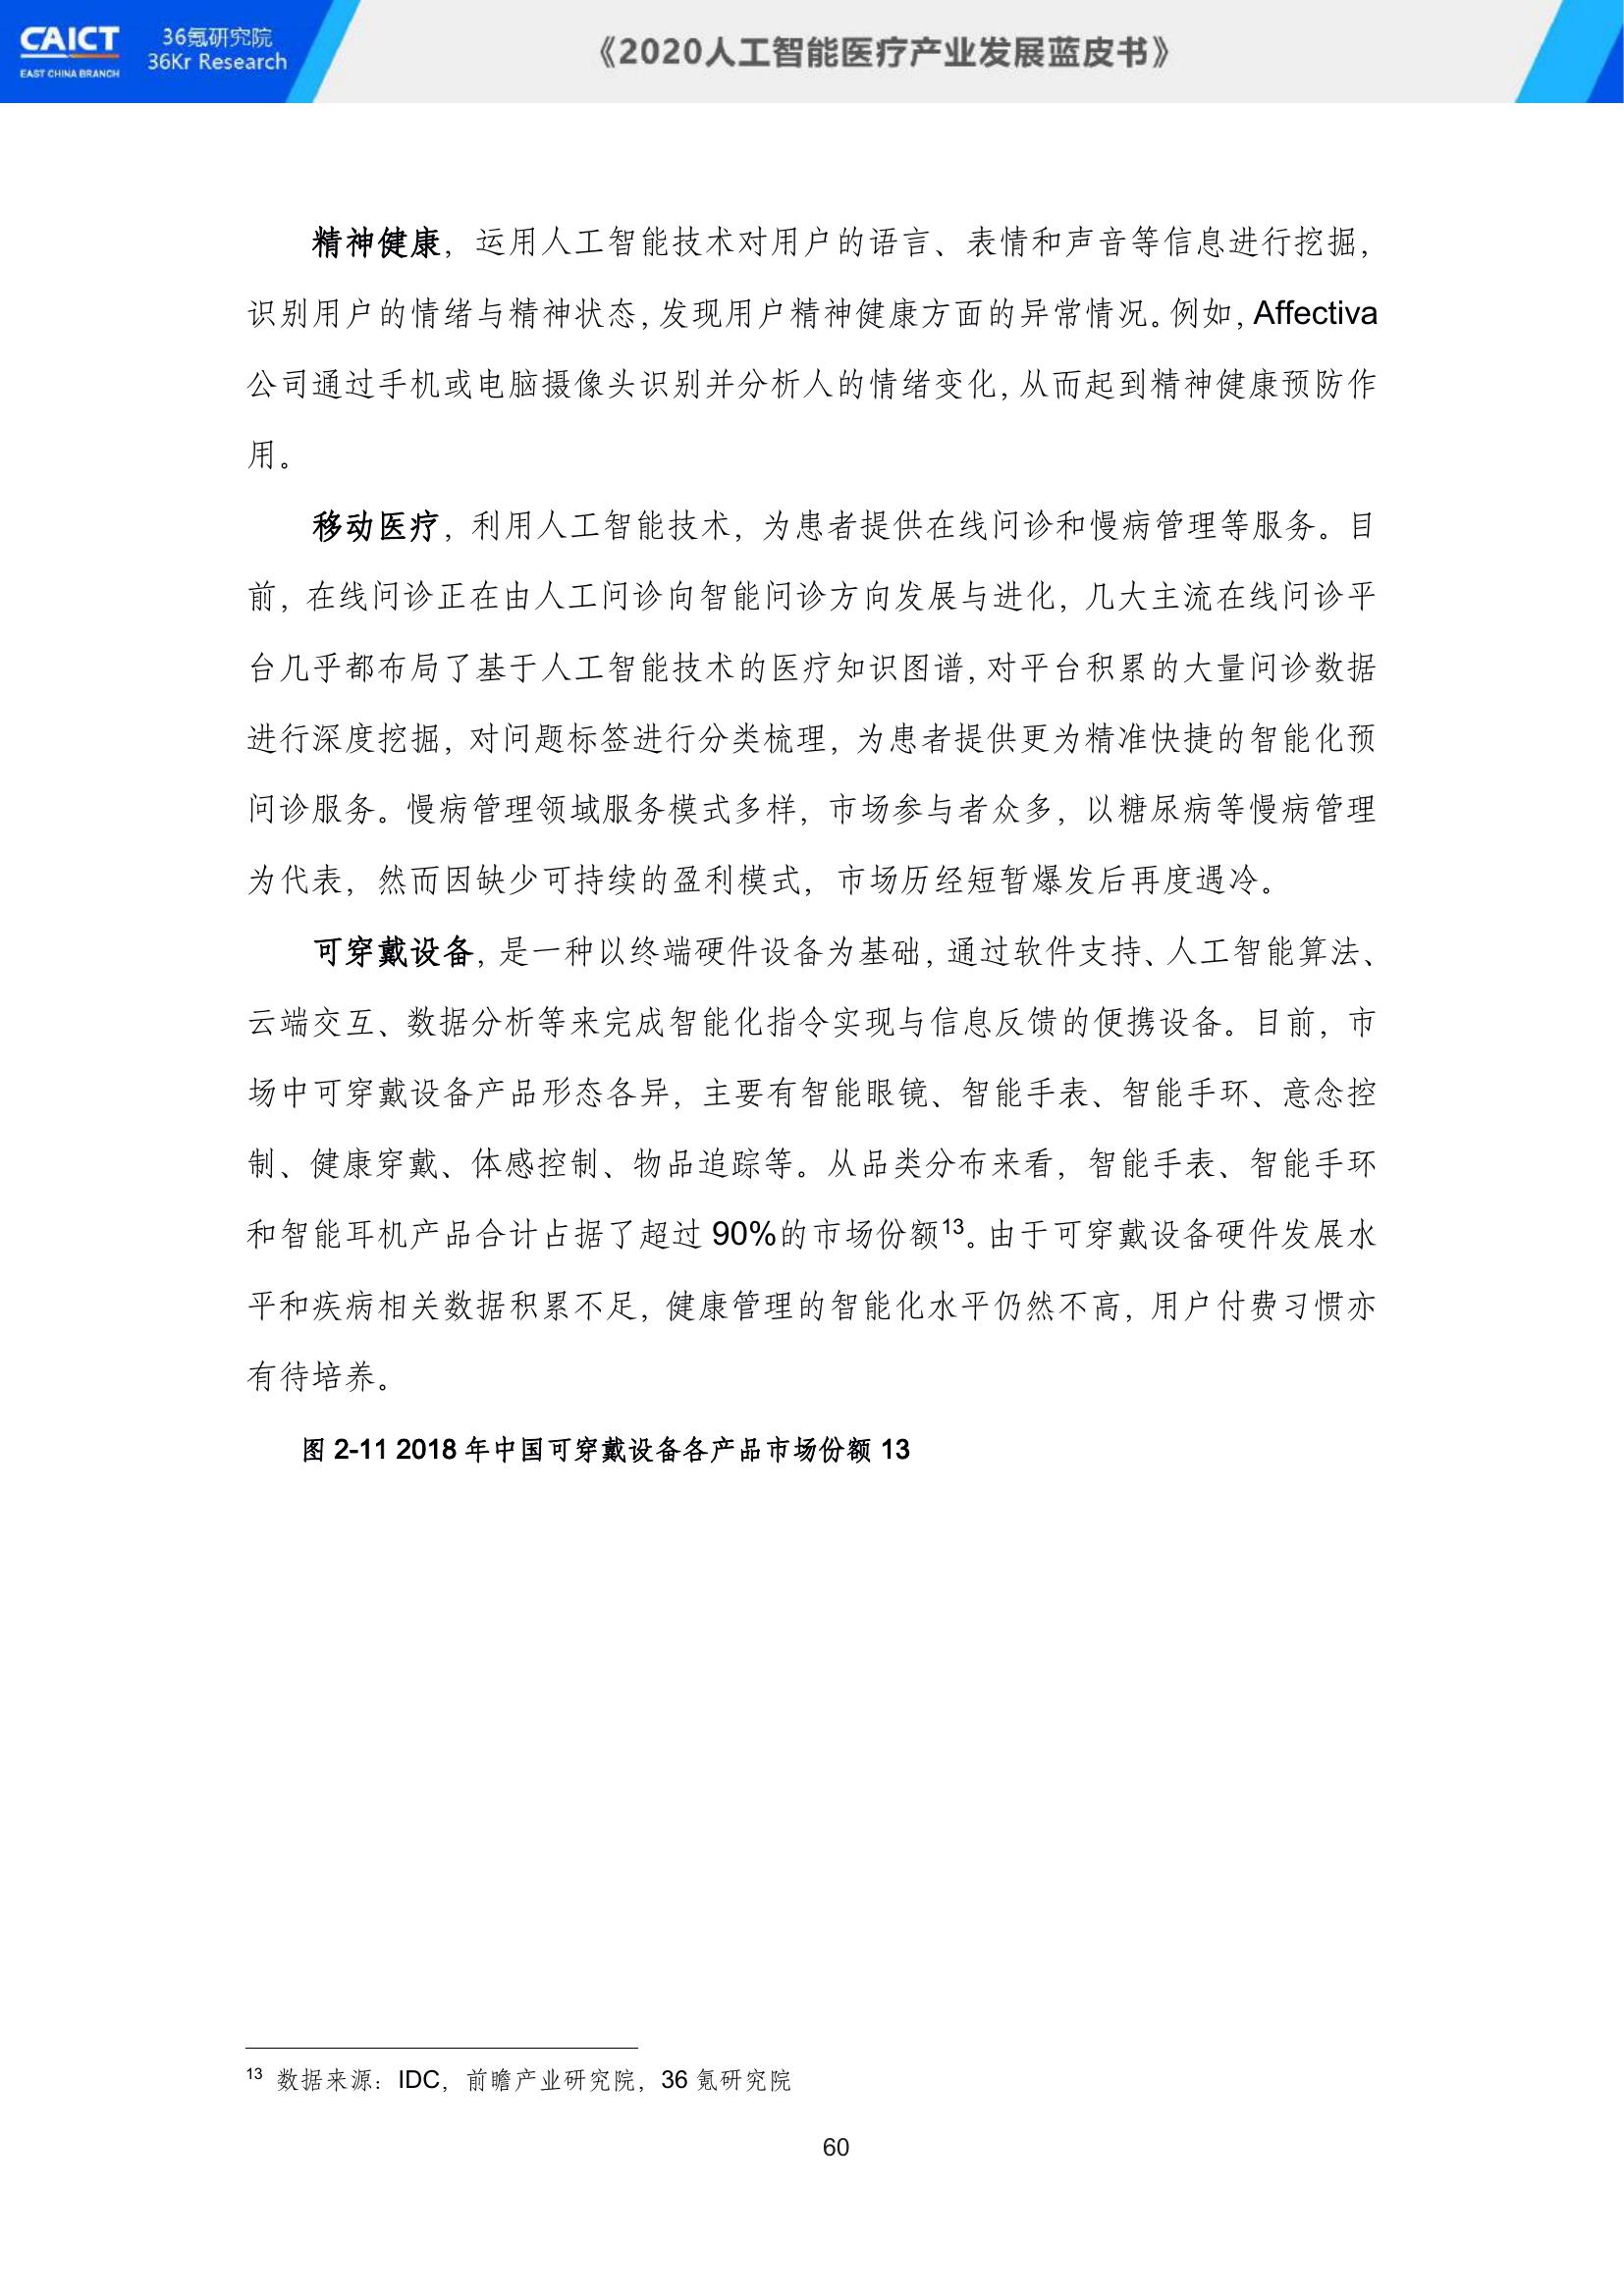 CAICT
EAST CHINA BRANCH
36氪研究院
36Kr Research
《2020人工智能医疗产业发展蓝皮书》
精神健康，运用人工智能技术对用户的语言、表情和声音等信息进行挖掘，
识别用户的情绪与精神状态，发现用户精神健康方面的异常情况。例如，Affectiva
公司通过手机或电脑摄像头识别并分析人的情绪变化，从而起到精神健康预防作
用。
移动医疗，利用人工智能技术，为患者提供在线问诊和慢病管理等服务。目
前，在线问诊正在由人工问诊向智能问诊方向发展与进化，几大主流在线问诊平
台几乎都布局了基于人工智能技术的医疗知识图谱，对平台积累的大量问诊数据
进行深度挖掘，对问题标签进行分类梳理，为患者提供更为精准快捷的智能化预
问诊服务。慢病管理领域服务模式多样，市场参与者众多，以糖尿病等慢病管理
为代表，然而因缺少可持续的盈利模式，市场历经短暂爆发后再度遇冷。
可穿戴设备，是一种以终端硬件设备为基础，通过软件支持、人工智能算法、
云端交互、数据分析等来完成智能化指令实现与信息反馈的便携设备。目前，市
场中可穿戴设备产品形态各异，主要有智能眼镜、智能手表、智能手环、意念控
制、健康穿戴、体感控制、物品追踪等。从品类分布来看，智能手表、智能手环
和智能耳机产品合计占据了超过 90%的市场份额13。由于可穿戴设备硬件发展水
平和疾病相关数据积累不足，健康管理的智能化水平仍然不高，用户付费习惯亦
有待培养。
图 2-11 2018 年中国可穿戴设备各产品市场份额 13
13 数据来源：IDC，前瞻产业研究院，36 氪研究院
60